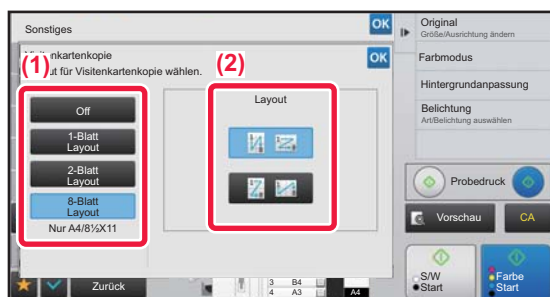 Sonstiges
OK
Visitenkartenkopie
OK
(1)
ut für Visitenkartenkopie wählen.
(2)
Off
1-Blatt
Layout
2-Blatt
Layout
8-Blatt
Layout
Nur A4/8½X11
Layout
Zurück
3 B4
4 A3
A4
Original
Größe/Ausrichtung ändern
Farbmodus
Hintergrundanpassung
Belichtung
Art/Belichtung auswählen
Probedruck
Vorschau
CA
S/W
Start
Farbe
Start